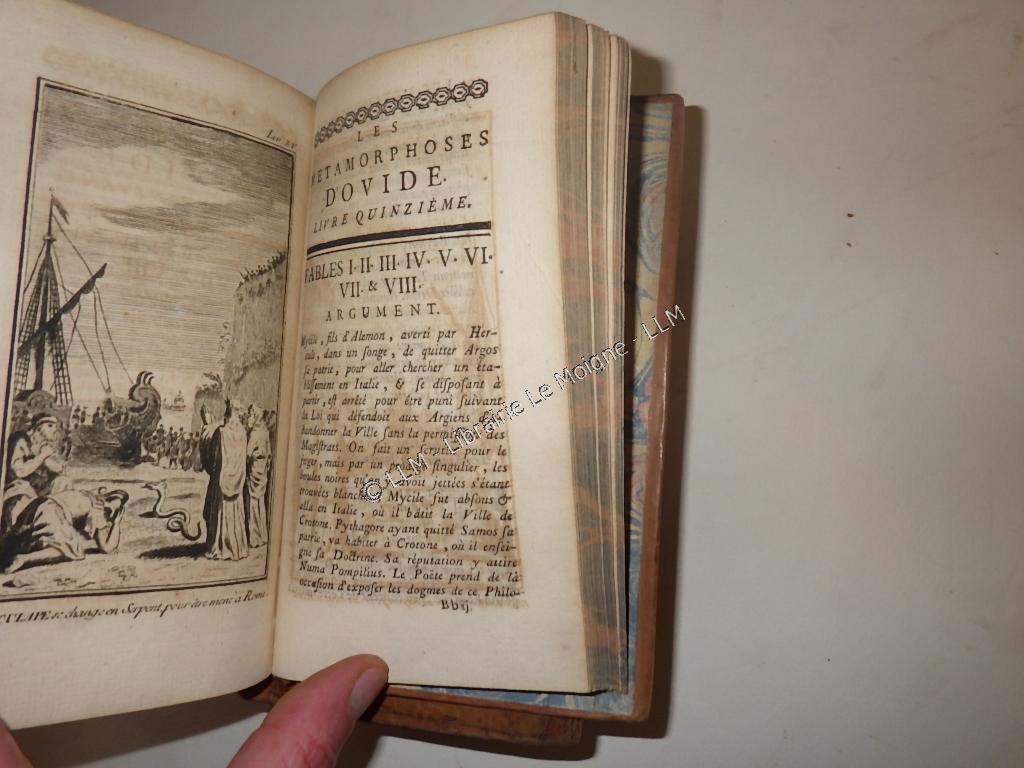 Liv. XV.
CULAPE se change en Serpent, pour être mené à Rome.
LES
METAMORPHOSES
D'OVIDE.
LIVRE QUINZIÉME.
FABLES I. II. III. IV. V. VI.
VII. & VIII.
ARGUMENT.
Mycile, fils d'Alemon, averti par Her-
cule, dans un songe, de quitter Argos
sa patrie, pour aller chercher un éta-
blissement en Italie, & se disposant à
partir, est arrêté pour être puni suivant
la Loi qui défendoit aux Argiens
bandonner la Ville sans la permission des
Magistrats. On fait un scrutin pour le
juger, mais par un singulier, les
boules noires qu'on avoit jettées s'étant
trouvées blanches, Mycile fut absous &
alla en Italie, où il bâtit la Ville de
Crotone. Pythagore ayant quitté Samos sa
patrie, va habiter à Crotone, où il ensei-
gne sa Doctrine. Sa réputation y attire
Numa Pompilius. Le Poëte prend de là
occasion d'exposer les dogmes de ce Philo-
Bbij.
© LLM - Librairie Le Moigne - LLM